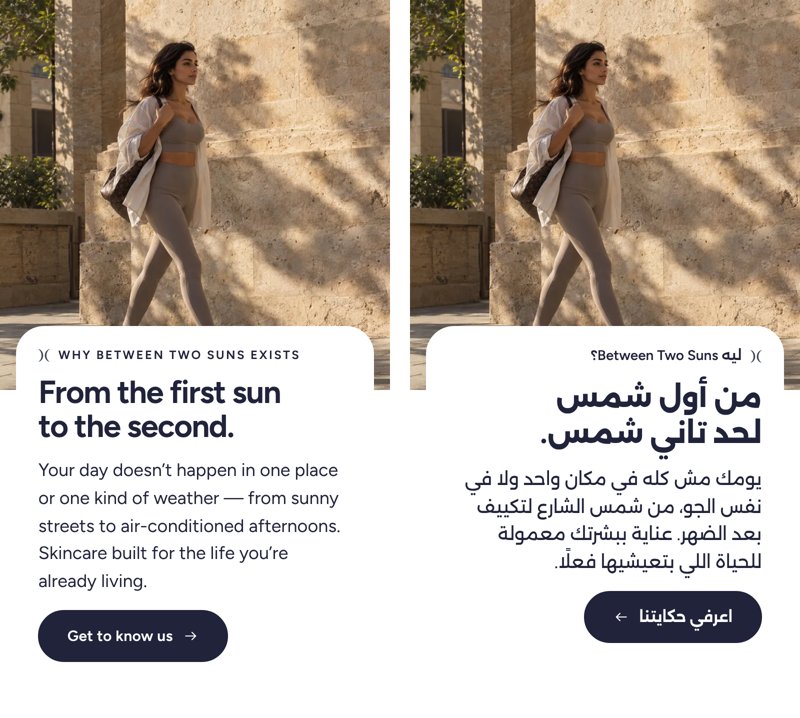 WHY BETWEEN TWO SUNS EXISTS
From the first sun
to the second.
Your day doesn’t happen in one place
or one kind of weather — from sunny
streets to air-conditioned afternoons.
Skincare built for the life you’re
already living.
Get to know us →
ليه Between Two Suns؟
من أول شمس
لحد تاني شمس.
يومك مش كله في مكان واحد ولا في
نفس الجو، من شمس الشارع لتكييف
بعد الضهر. عناية ببشرتك معمولة
للحياة اللي بتعيشيها فعلًا.
اعرفي حكايتنا ←